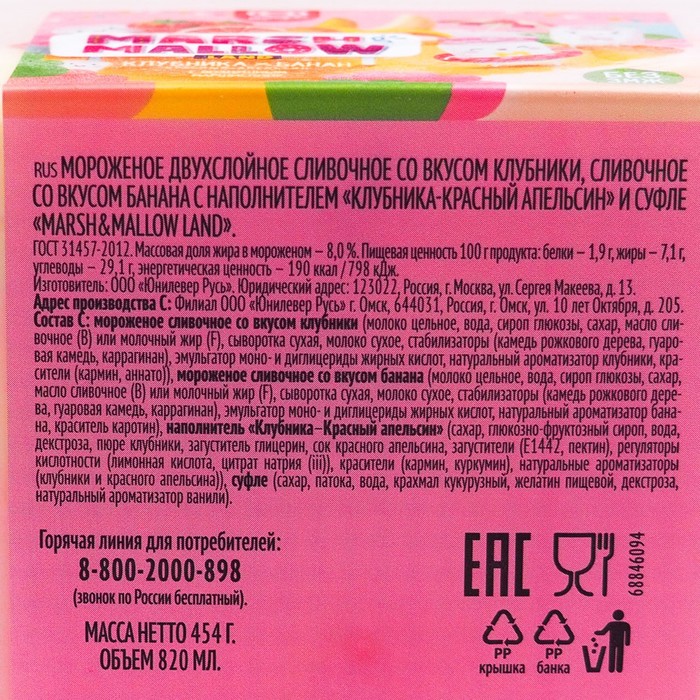 MARSH
MALLOW
LAND
КЛУБНИКА & БАНАН
БЕЗ
ЗМЖ
RUS МОРОЖЕНОЕ ДВУХСЛОЙНОЕ СЛИВОЧНОЕ СО ВКУСОМ КЛУБНИКИ, СЛИВОЧНОЕ
СО ВКУСОМ БАНАНА С НАПОЛНИТЕЛЕМ «КЛУБНИКА-КРАСНЫЙ АПЕЛЬСИН» И СУФЛЕ
«MARSH&MALLOW LAND».
ГОСТ 31457-2012. Массовая доля жира в мороженом – 8,0 %. Пищевая ценность 100 г продукта: белки – 1,9 г, жиры – 7,1 г,
углеводы – 29,1 г, энергетическая ценность – 190 ккал / 798 кДж.
Изготовитель: ООО «Юнилевер Русь». Юридический адрес: 123022, Россия, г. Москва, ул. Сергея Макеева, д. 13.
Адрес производства С: Филиал ООО «Юнилевер Русь» г. Омск, 644031, Россия, г. Омск, ул. 10 лет Октября, д. 205.
Состав С: мороженое сливочное со вкусом клубники (молоко цельное, вода, сироп глюкозы, сахар, масло сли-
вочное (В) или молочный жир (F), сыворотка сухая, молоко сухое, стабилизаторы (камедь рожкового дерева, гуаро-
вая камедь, каррагинан), эмульгатор моно- и диглицериды жирных кислот, натуральный ароматизатор клубники, кра-
сители (кармин, аннато)), мороженое сливочное со вкусом банана (молоко цельное, вода, сироп глюкозы, сахар,
масло сливочное (В) или молочный жир (F), сыворотка сухая, молоко сухое, стабилизаторы (камедь рожкового дере-
ва, гуаровая камедь, каррагинан), эмульгатор моно- и диглицериды жирных кислот, натуральный ароматизатор бана-
на, краситель каротин), наполнитель «Клубника–Красный апельсин» (сахар, глюкозно-фруктозный сироп, вода,
декстроза, пюре клубники, загуститель глицерин, сок красного апельсина, загустители (Е1442, пектин), регуляторы
кислотности (лимонная кислота, цитрат натрия (iii)), красители (кармин, куркумин), натуральные ароматизаторы
(клубники и красного апельсина)), суфле (сахар, патока, вода, крахмал кукурузный, желатин пищевой, декстроза,
натуральный ароматизатор ванили).
Горячая линия для потребителей:
8-800-2000-898
(звонок по России бесплатный).
МАССА НЕТТО 454 Г.
ОБЪЕМ 820 МЛ.
EAC
68846094
PP
крышка
PP
банка